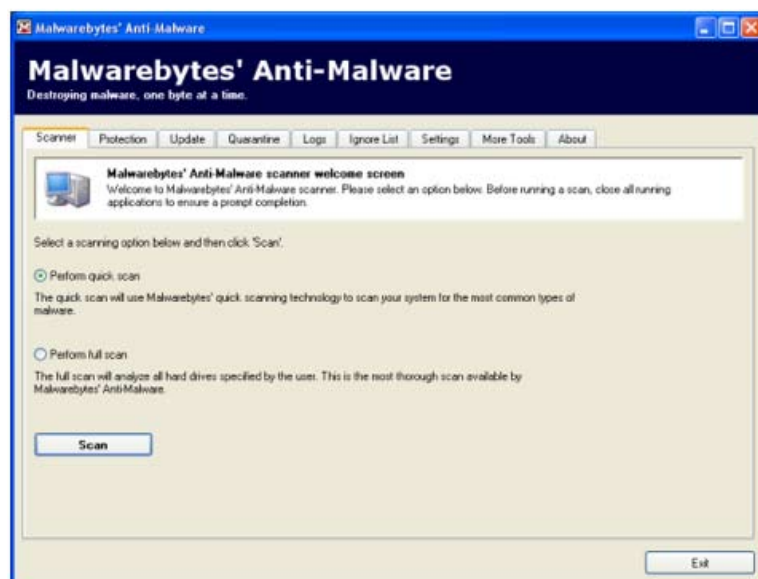 Malwarebytes' Anti-Malware
Malwarebytes' Anti-Malware
Destroying malware, one byte at a time.
Scanner Protection Update Quarantine Logs Ignore List Settings More Tools About
Malwarebytes' Anti-Malware scanner welcome screen
Welcome to Malwarebytes' Anti-Malware scanner. Please select an option below. Before running a scan, close all running
applications to ensure a prompt completion.
Select a scanning option below and then click 'Scan'.
Perform quick scan
The quick scan will use Malwarebytes' quick scanning technology to scan your system for the most common types of
malware.
Perform full scan
The full scan will analyze all hard drives specified by the user. This is the most thorough scan available by
Malwarebytes' Anti-Malware.
Scan
Exit